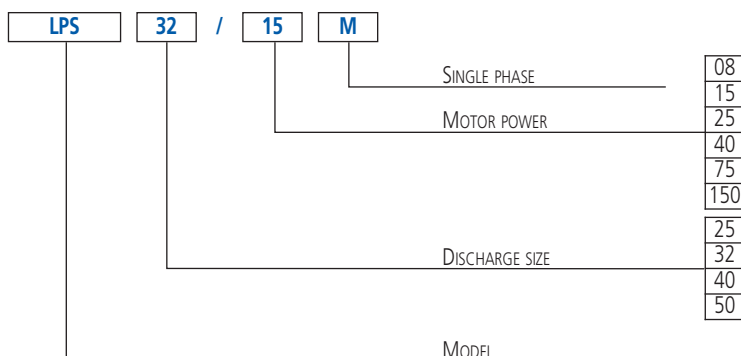 LPS 32 / 15 M
SINGLE PHASE
MOTOR POWER
08
15
25
40
75
150
DISCHARGE SIZE
25
32
40
50
MODEL